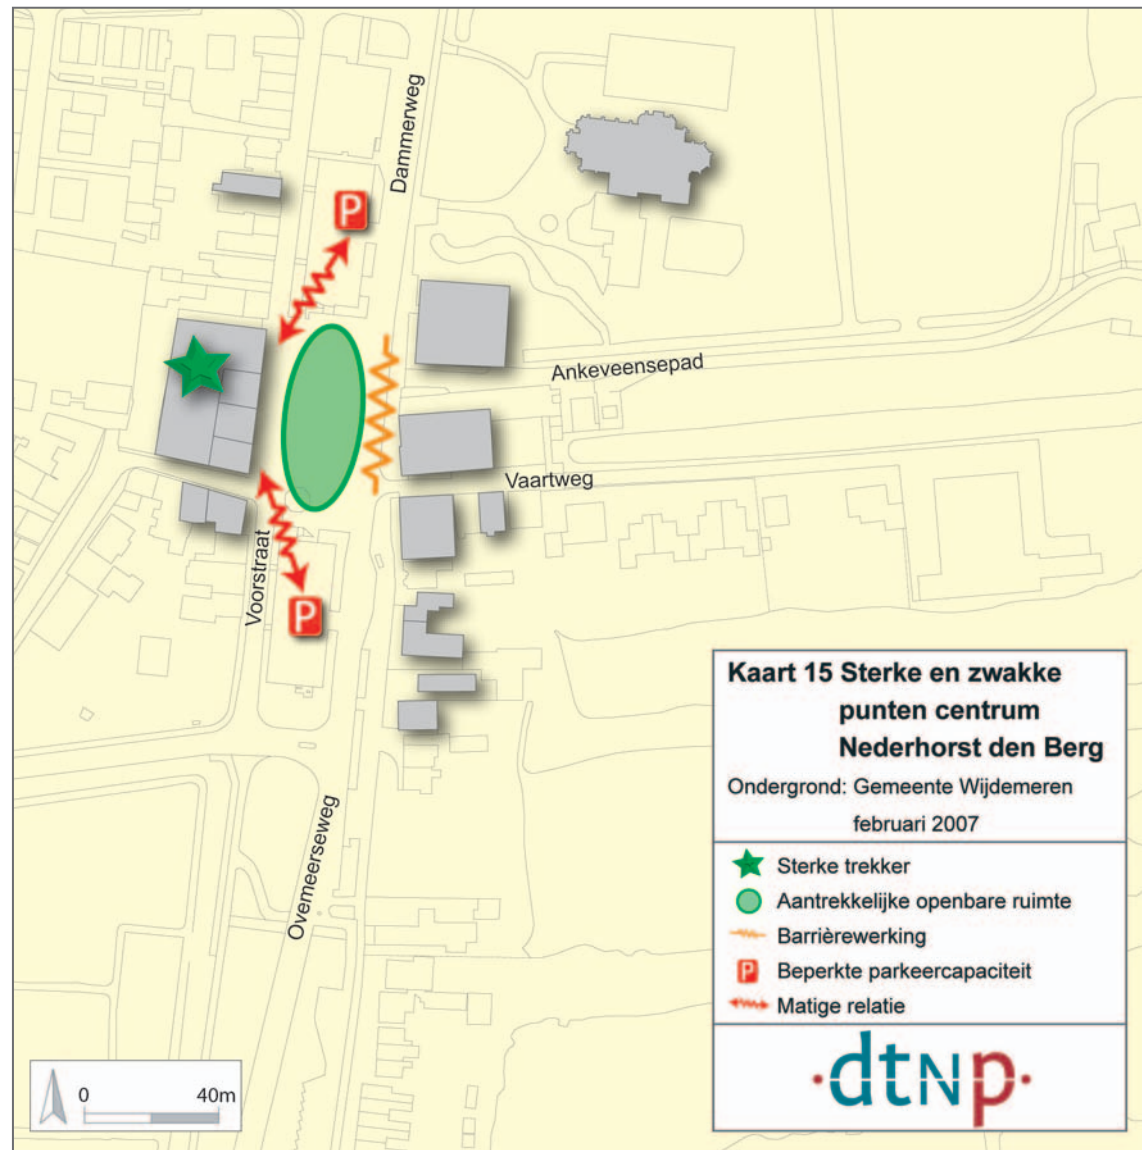 Dammerweg
P
Ankeveensepad
Vaartweg
Voorstraat
P
Overmeerseweg
Kaart 15 Sterke en zwakke
punten centrum
Nederhorst den Berg
Ondergrond: Gemeente Wijdemeren
februari 2007
Sterke trekker
Aantrekkelijke openbare ruimte
Barrièrewerking
P Beperkte parkeercapaciteit
Matige relatie
0 40m
·dtnp·